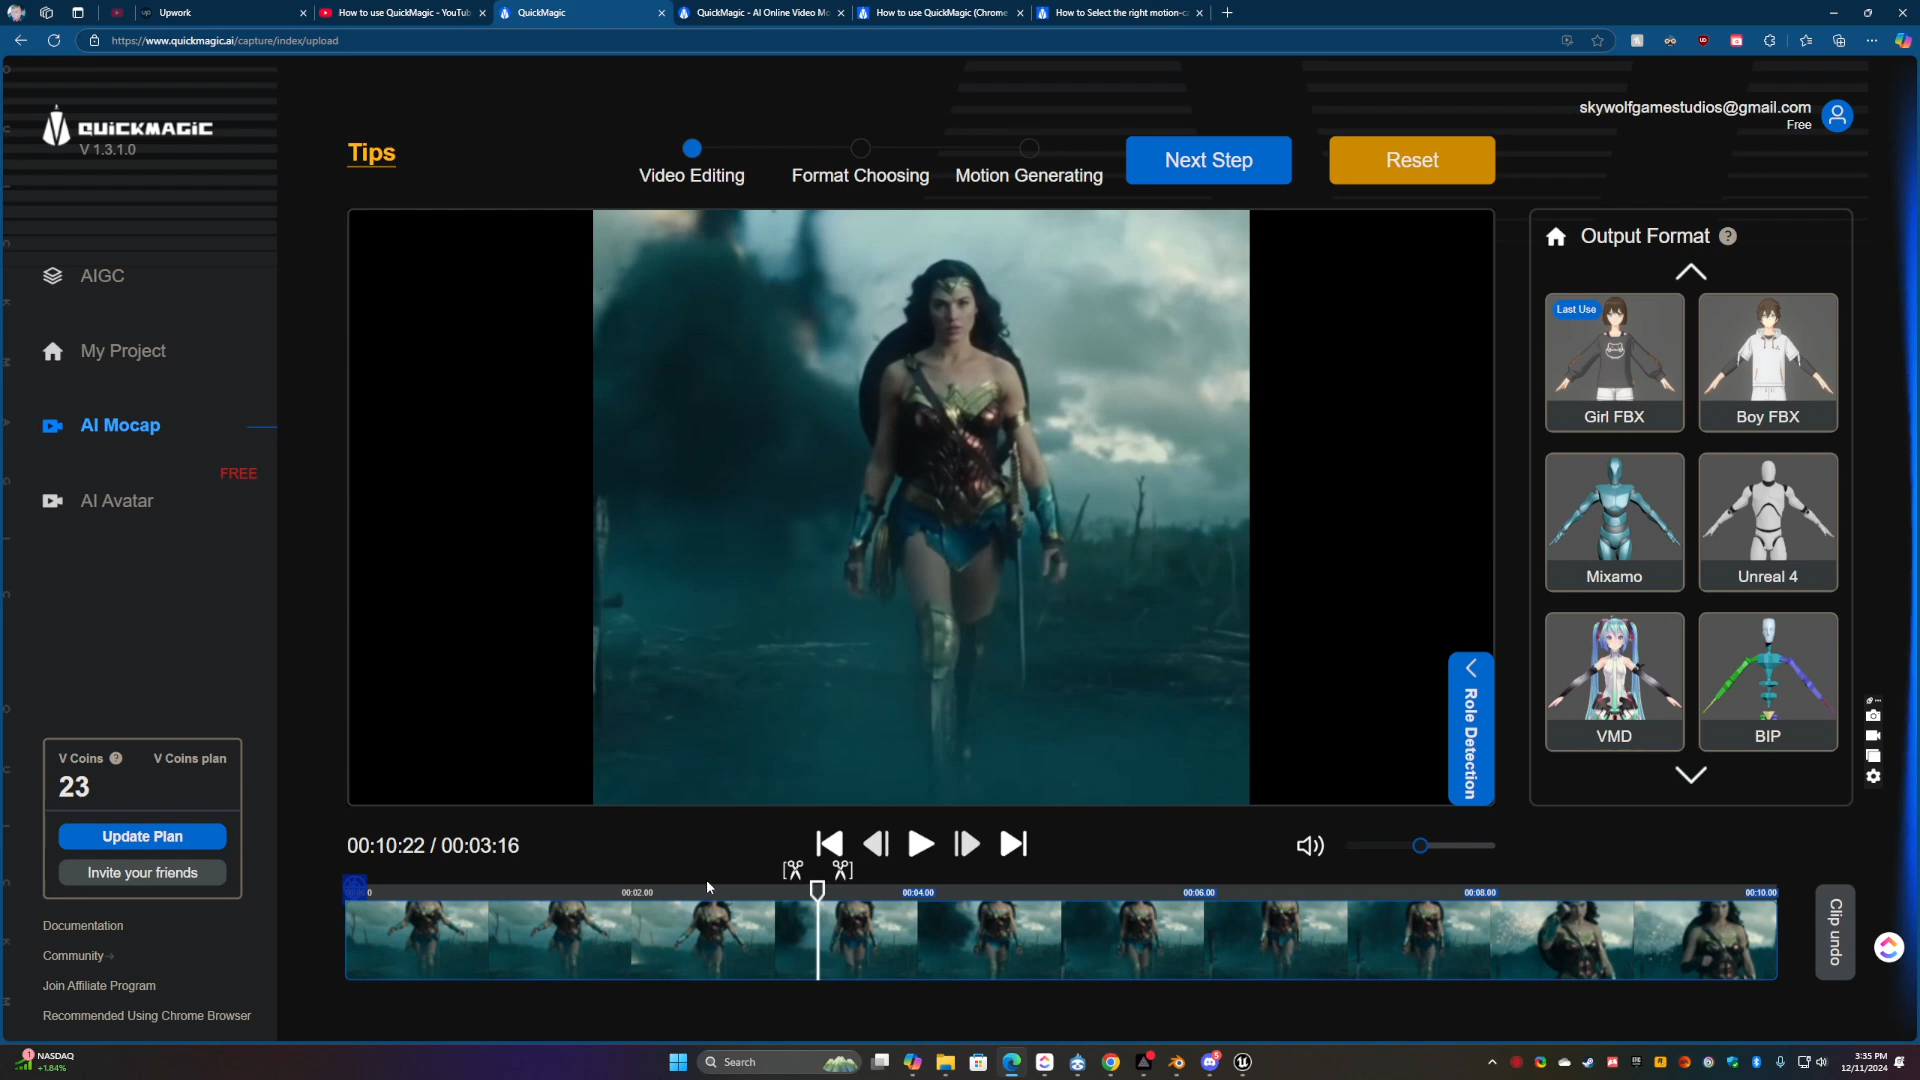 Upwork
How to use QuickMagic - YouTub
QuickMagic
QuickMagic - AI Online Video Mo
How to use QuickMagic (Chrome
How to Select the right motion-ca
https://www.quickmagic.ai/capture/index/upload
QUICKMAGIC
V 1.3.1.0
AIGC
My Project
AI Mocap
FREE
AI Avatar
V Coins ? V Coins plan
23
Update Plan
Invite your friends
Documentation
Community
Join Affiliate Program
Recommended Using Chrome Browser
Tips
Video Editing
Format Choosing
Motion Generating
Next Step
Reset
skywolfgamestudios@gmail.com
Free
Role Detection
Output Format ?
Last Use
Girl FBX
Boy FBX
Mixamo
Unreal 4
VMD
BIP
00:10:22 / 00:03:16
00:02.00 00:04.00 00:06.00 00:08.00 00:10.00
Clip undo
NASDAQ
+1.84%
Search
3:35 PM
12/11/2024